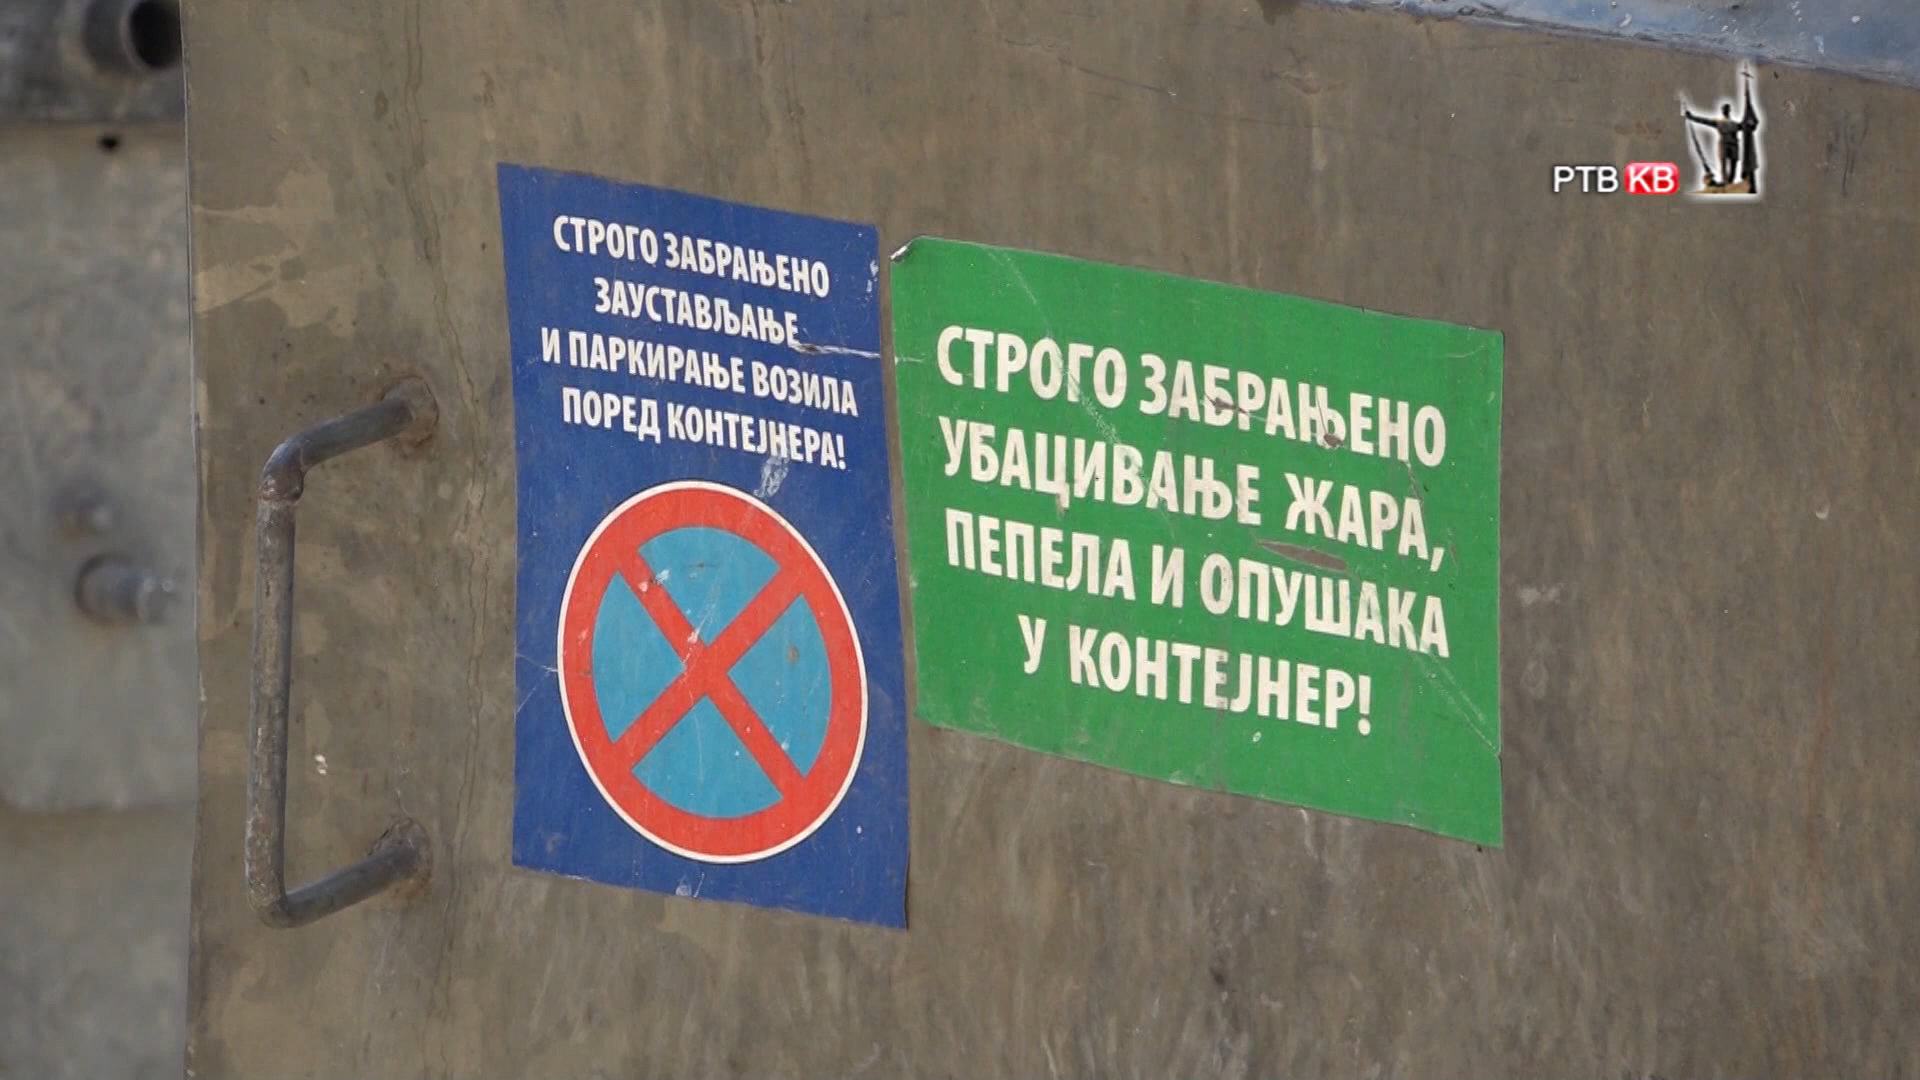 СТРОГО ЗАБРАЊЕНО
ЗАУСТАВЉАЊЕ
И ПАРКИРАЊЕ ВОЗИЛА
ПОРЕД КОНТЕЈНЕРА!
СТРОГО ЗАБРАЊЕНО
УБАЦИВАЊЕ ЖАРА,
ПЕПЕЛА И ОПУШАКА
У КОНТЕЈНЕР!
РТВ КВ